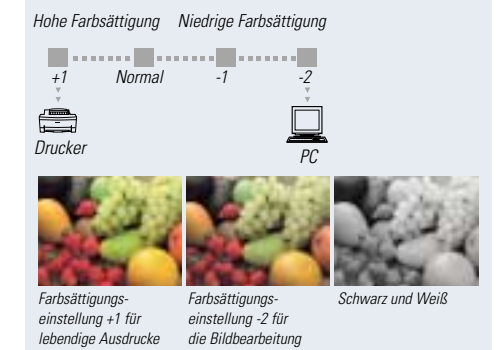 Hohe Farbsättigung Niedrige Farbsättigung
+1 Normal -1 -2
Drucker PC
Farbsättigungs-
einstellung +1 für
lebendige Ausdrucke
Farbsättigungs-
einstellung -2 für
die Bildbearbeitung
Schwarz und Weiß